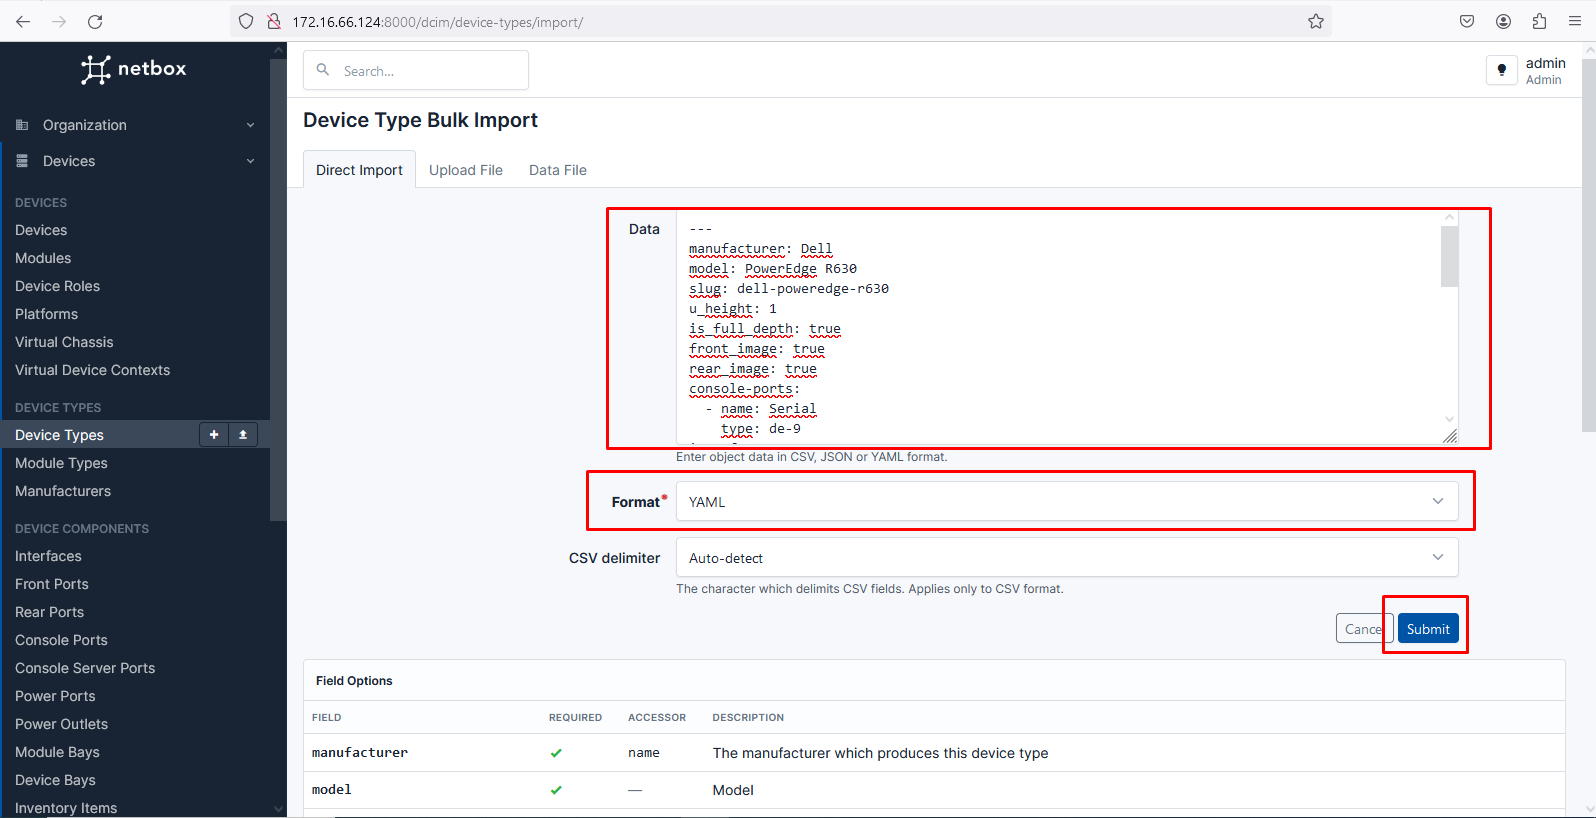 172.16.66.124:8000/dcim/device-types/import/
netbox
Search...
admin
Admin
Organization
Devices
DEVICES
Devices
Modules
Device Roles
Platforms
Virtual Chassis
Virtual Device Contexts
DEVICE TYPES
Device Types
Module Types
Manufacturers
DEVICE COMPONENTS
Interfaces
Front Ports
Rear Ports
Console Ports
Console Server Ports
Power Ports
Power Outlets
Module Bays
Device Bays
Inventory Items
Device Type Bulk Import
Direct Import Upload File Data File
Data
---
manufacturer: Dell
model: PowerEdge R630
slug: dell-poweredge-r630
u_height: 1
is_full_depth: true
front_image: true
rear_image: true
console-ports:
- name: Serial
type: de-9
Enter object data in CSV, JSON or YAML format.
Format* YAML
CSV delimiter Auto-detect
The character which delimits CSV fields. Applies only to CSV format.
Cancel Submit
Field Options
FIELD REQUIRED ACCESSOR DESCRIPTION
manufacturer ✓ name The manufacturer which produces this device type
model ✓ — Model